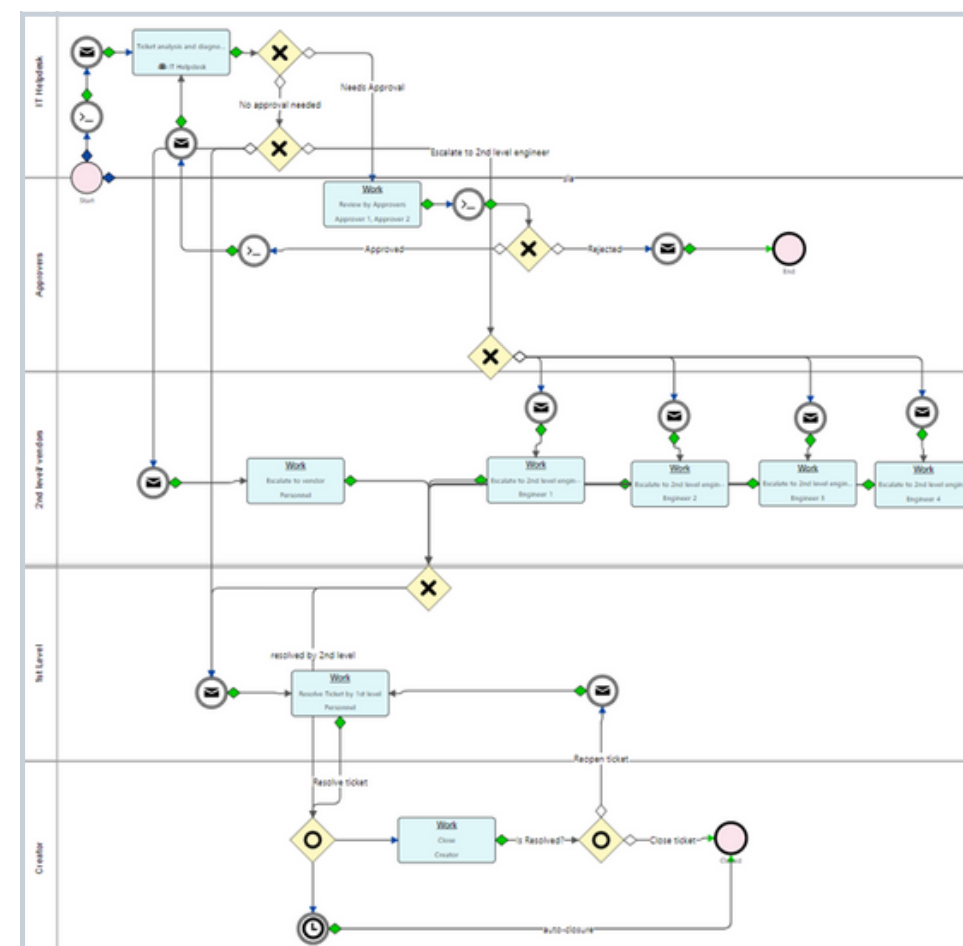 IT Helpdesk
Ticket analysis and diagno...
IT Helpdesk
Needs Approval
No approval needed
Escalate to 2nd level engineer
Start
sla
Approvers
Work
Review by Approvers
Approver 1, Approver 2
Approved
Rejected
End
2nd level/ vendors
Work
Escalate to vendor
Personnel
Work
Escalate to 2nd level engin...
Engineer 1
Work
Escalate to 2nd level engin...
Engineer 2
Work
Escalate to 2nd level engin...
Engineer 3
Work
Escalate to 2nd level engin
Engineer 4
1st Level
resolved by 2nd level
Work
Resolve Ticket by 1st level
Personnel
Reopen ticket
Resolve ticket
Creator
Work
Close
Creator
Is Resolved?
Close ticket
Closed
auto-closure